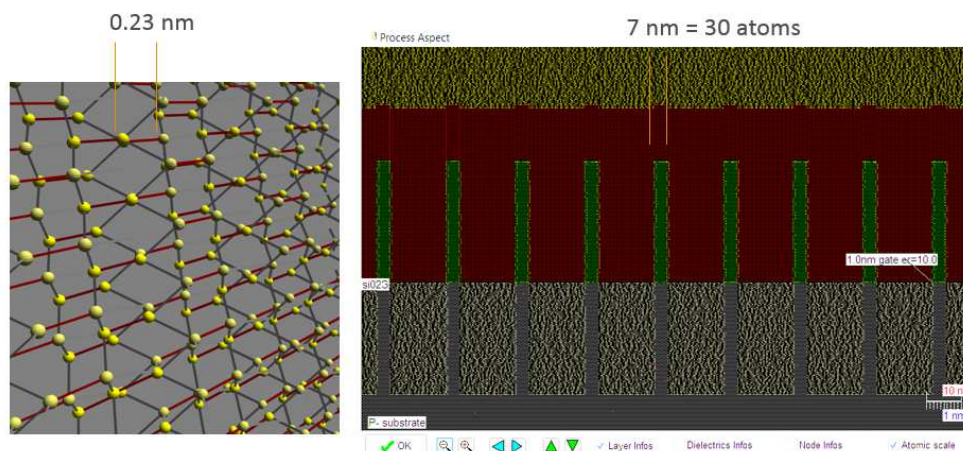 0.23 nm
7 nm = 30 atoms
Process Aspect
1.0nm gate ec=10.0
si02G
10 n
1 nm
P- substrate
OK
Layer Infos
Dielectrics Infos
Node Infos
Atomic scale